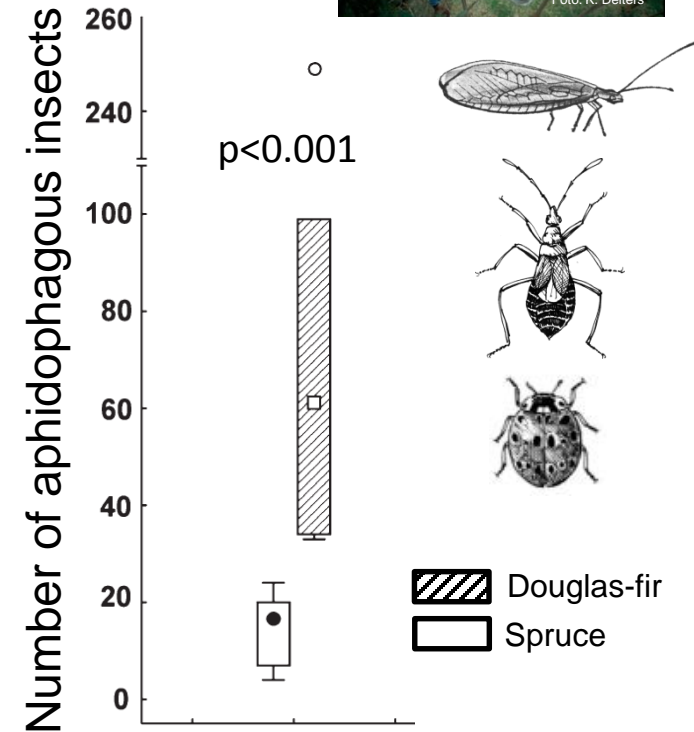 Foto: R. Deiters
Number of aphidophagous insects
260
240
p<0.001
100
80
60
40
20
0
Douglas-fir
Spruce